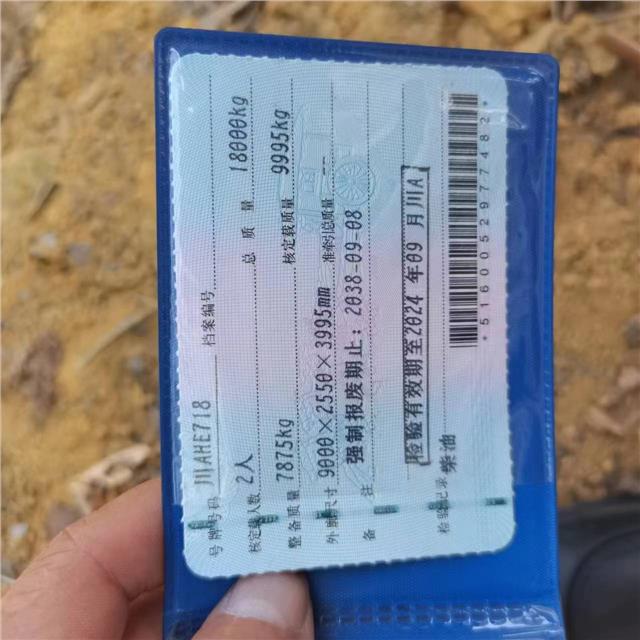 号牌号码 川AHE718 档案编号
核定载人数 2人 总质量 18000kg
整备质量 7875kg 核定载质量 9995kg
外廓尺寸 9000×2550×3995mm 准牵引总质量 --
备注 强制报废期止：2038-09-08
检验有效期至2024年09月川A
检验记录 柴油
*5160052977482*